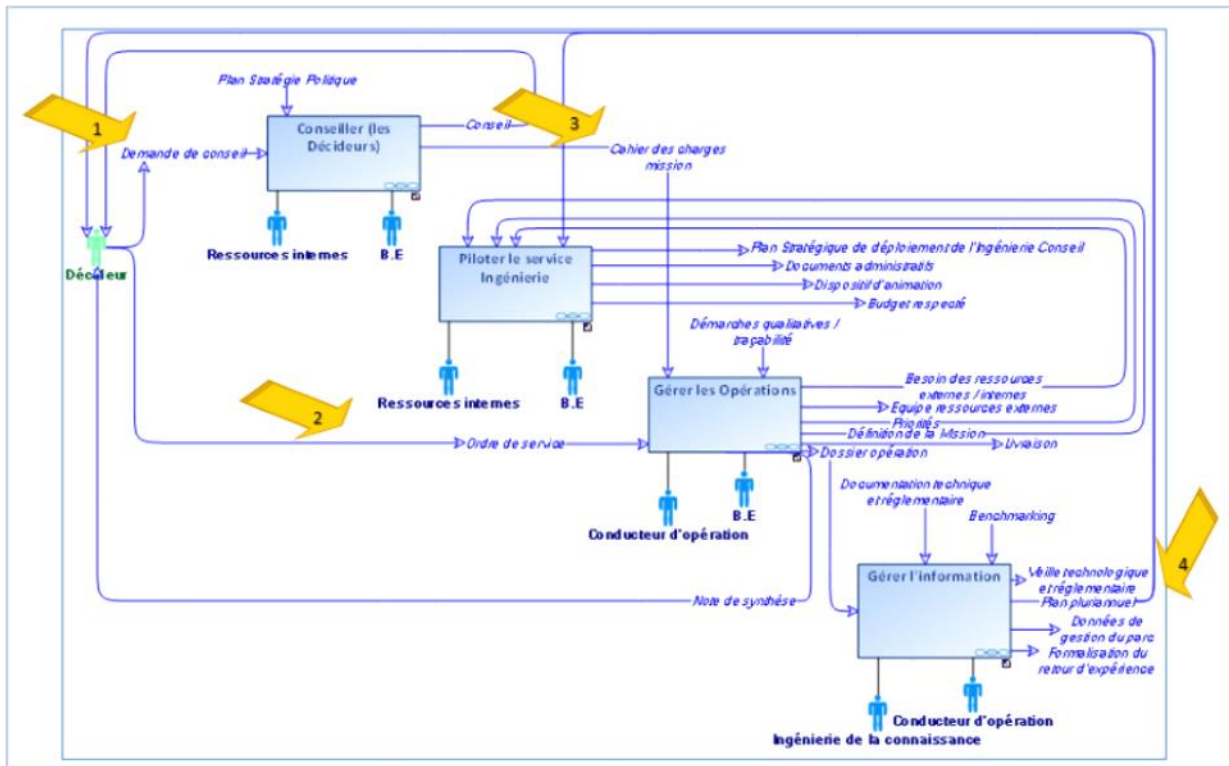 Plan Stratégie Politique
1
Conseiller (les
Décideurs)
Conseil
3
Demande de conseil
Cahier des charges
mission
Ressources internes
B.E
Décideur
Piloter le service
Ingénierie
Plan Stratégique de déploiement de l'Ingénierie Conseil
Documents administratifs
Dispositif d'animation
Budget respecté
Démarches qualitatives /
traçabilité
Ressources internes
B.E
Gérer les Opérations
Besoin des ressources
externes / internes
Equipe ressources externes
Priorités
Définition de la Mission
2
Ordre de service
Livraison
Dossier opération
Documentation technique
et réglementaire
B.E
Conducteur d'opération
Benchmarking
4
Gérer l'information
Veille technologique
et réglementaire
Plan pluriannuel
Note de synthèse
Données de
gestion du parc
Formalisation du
retour d'expérience
Conducteur d'opération
Ingénierie de la connaissance